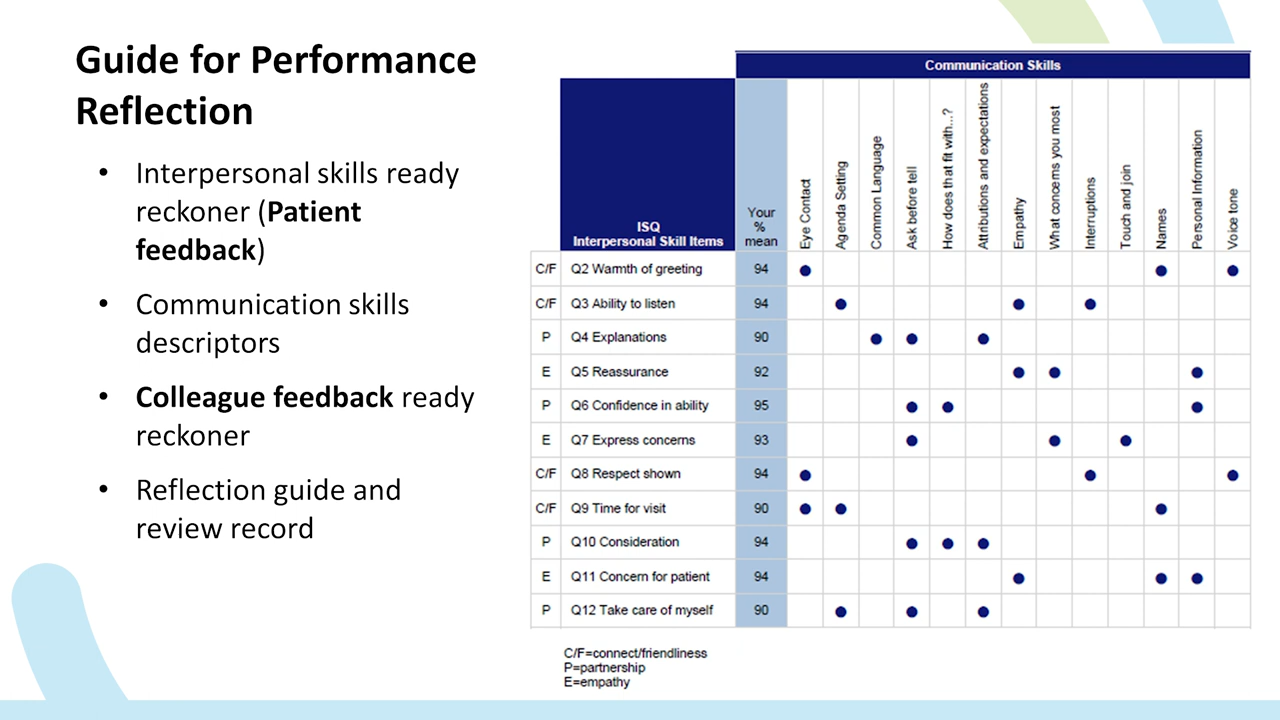 Guide for Performance
Reflection
• Interpersonal skills ready
reckoner (Patient
feedback)
• Communication skills
descriptors
• Colleague feedback ready
reckoner
• Reflection guide and
review record
Communication Skills
ISQ
Interpersonal Skill Items
Your
%
mean
Eye Contact
Agenda Setting
Common Language
Ask before tell
How does that fit with...?
Attributions and expectations
Empathy
What concerns you most
Interruptions
Touch and join
Names
Personal Information
Voice tone
C/F Q2 Warmth of greeting 94 ● ● ●
C/F Q3 Ability to listen 94 ● ● ●
P Q4 Explanations 90 ● ● ●
E Q5 Reassurance 92 ● ● ●
P Q6 Confidence in ability 95 ● ● ●
E Q7 Express concerns 93 ● ● ●
C/F Q8 Respect shown 94 ● ● ●
C/F Q9 Time for visit 90 ● ● ●
P Q10 Consideration 94 ● ● ●
E Q11 Concern for patient 94 ● ● ●
P Q12 Take care of myself 90 ● ● ●
C/F=connect/friendliness
P=partnership
E=empathy